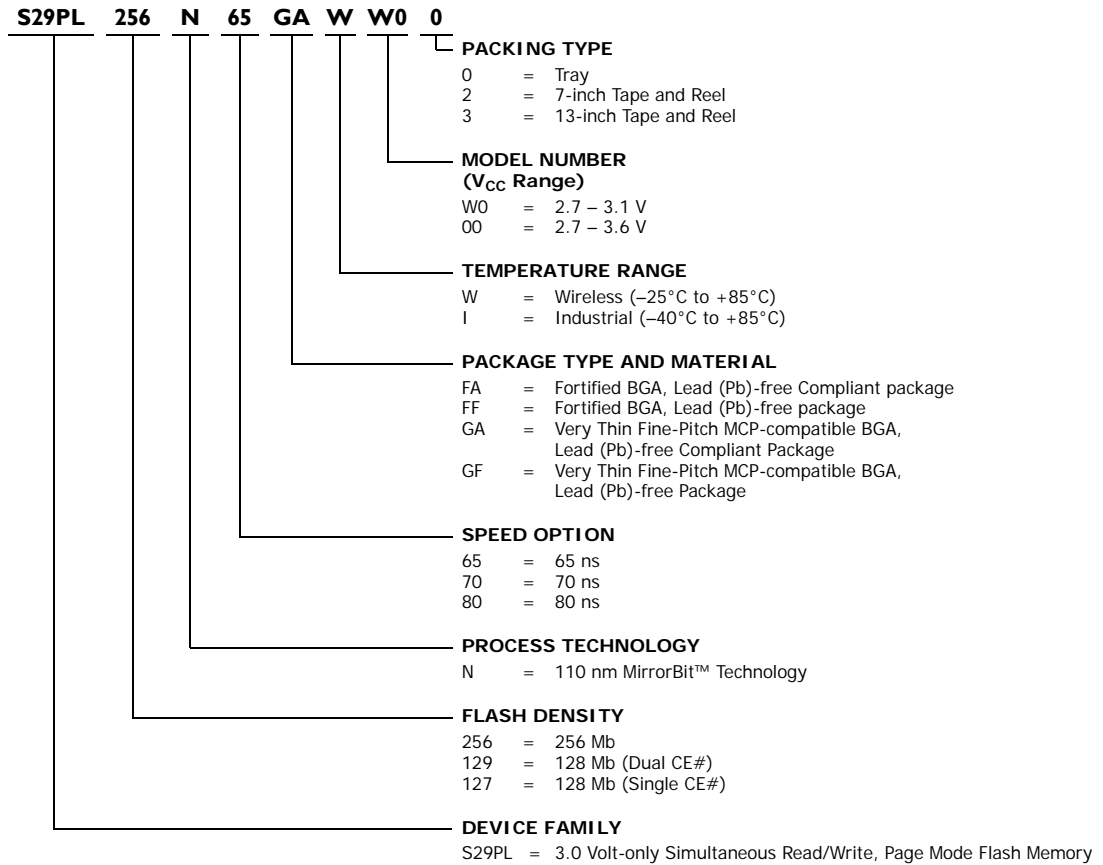 S29PL 256 N 65 GA W W0 0
PACKING TYPE
0 = Tray
2 = 7-inch Tape and Reel
3 = 13-inch Tape and Reel
MODEL NUMBER
(VCC Range)
W0 = 2.7 – 3.1 V
00 = 2.7 – 3.6 V
TEMPERATURE RANGE
W = Wireless (–25°C to +85°C)
I = Industrial (–40°C to +85°C)
PACKAGE TYPE AND MATERIAL
FA = Fortified BGA, Lead (Pb)-free Compliant package
FF = Fortified BGA, Lead (Pb)-free package
GA = Very Thin Fine-Pitch MCP-compatible BGA,
Lead (Pb)-free Compliant Package
GF = Very Thin Fine-Pitch MCP-compatible BGA,
Lead (Pb)-free Package
SPEED OPTION
65 = 65 ns
70 = 70 ns
80 = 80 ns
PROCESS TECHNOLOGY
N = 110 nm MirrorBit™ Technology
FLASH DENSITY
256 = 256 Mb
129 = 128 Mb (Dual CE#)
127 = 128 Mb (Single CE#)
DEVICE FAMILY
S29PL = 3.0 Volt-only Simultaneous Read/Write, Page Mode Flash Memory